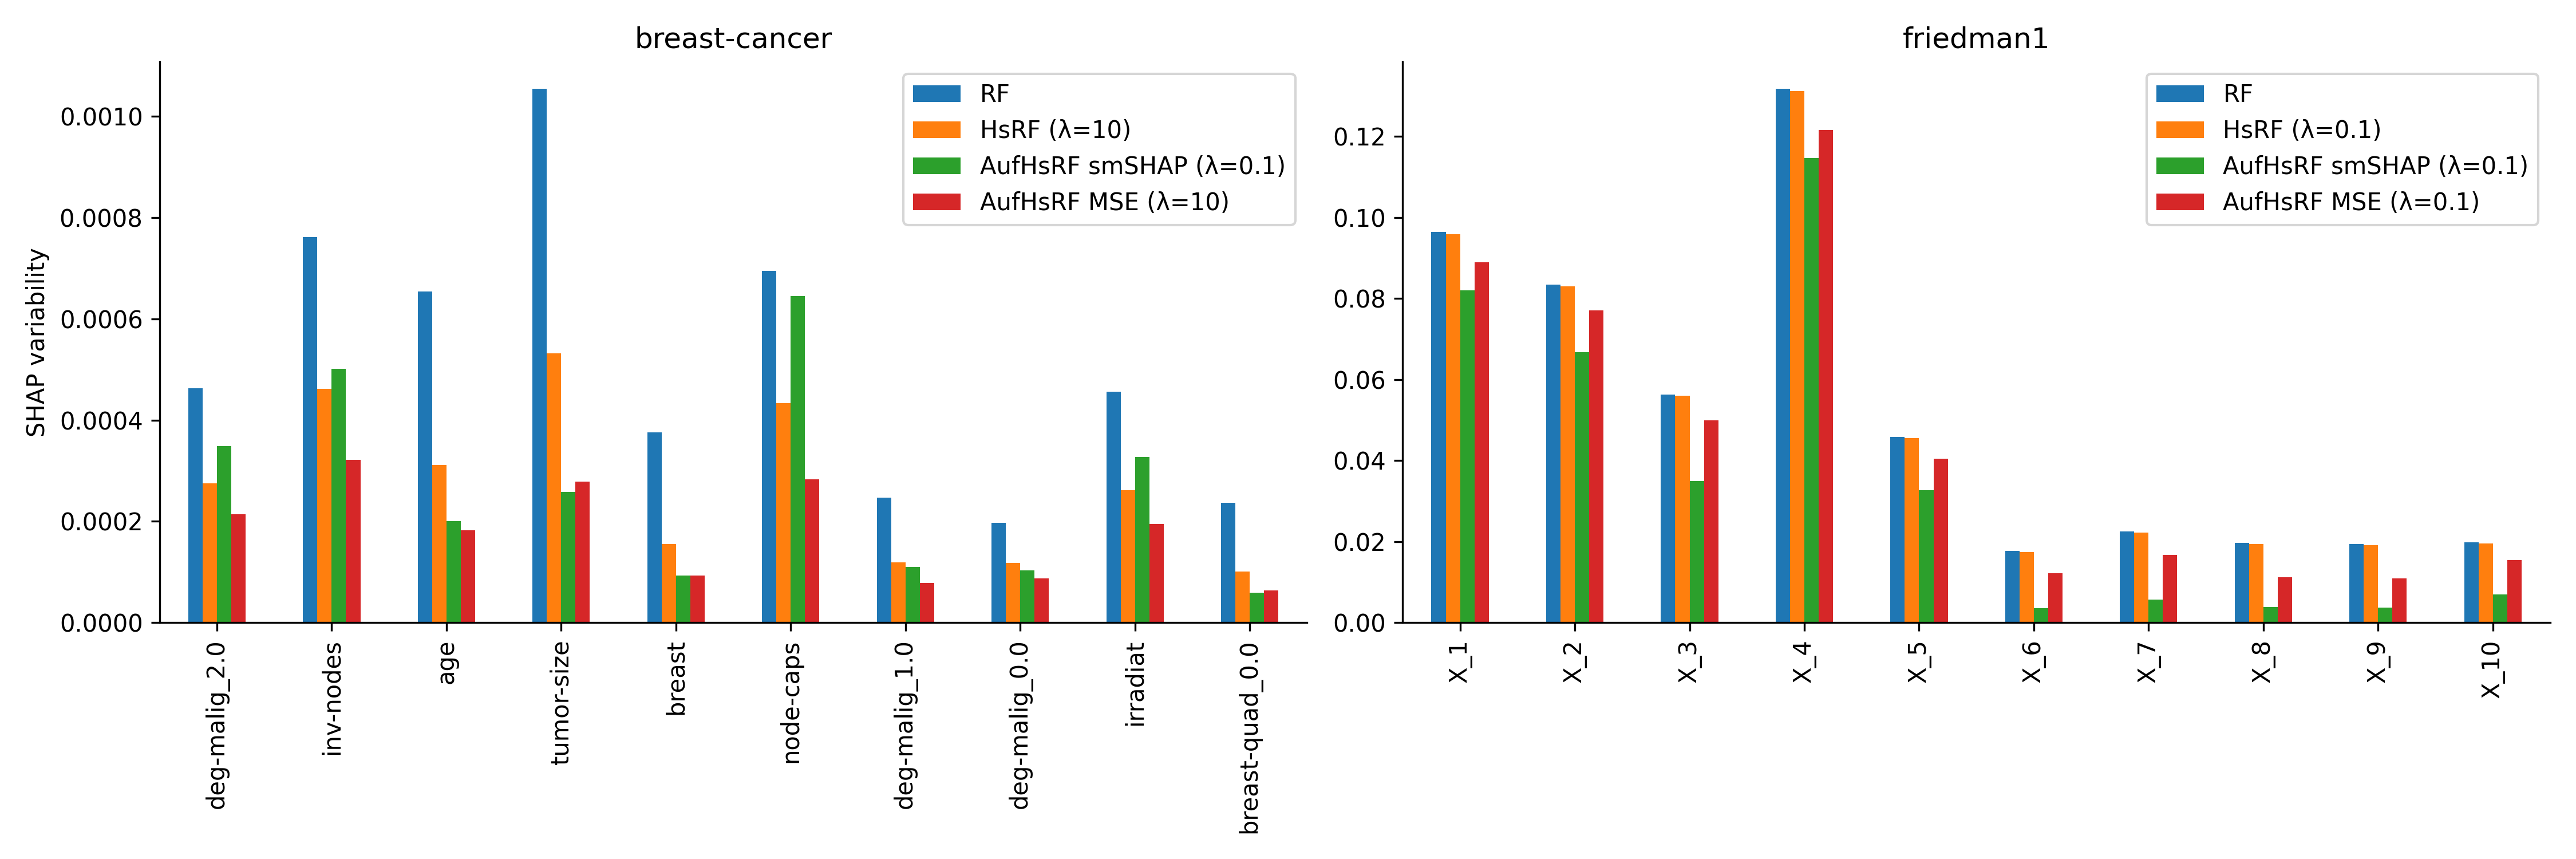 breast-cancer
SHAP variability
0.0010
0.0008
0.0006
0.0004
0.0002
0.0000
RF
HsRF (λ=10)
AufHsRF smSHAP (λ=0.1)
AufHsRF MSE (λ=10)
deg-malig_2.0
inv-nodes
age
tumor-size
breast
node-caps
deg-malig_1.0
deg-malig_0.0
irradiat
breast-quad_0.0
friedman1
0.12
0.10
0.08
0.06
0.04
0.02
0.00
RF
HsRF (λ=0.1)
AufHsRF smSHAP (λ=0.1)
AufHsRF MSE (λ=0.1)
X_1
X_2
X_3
X_4
X_5
X_6
X_7
X_8
X_9
X_10